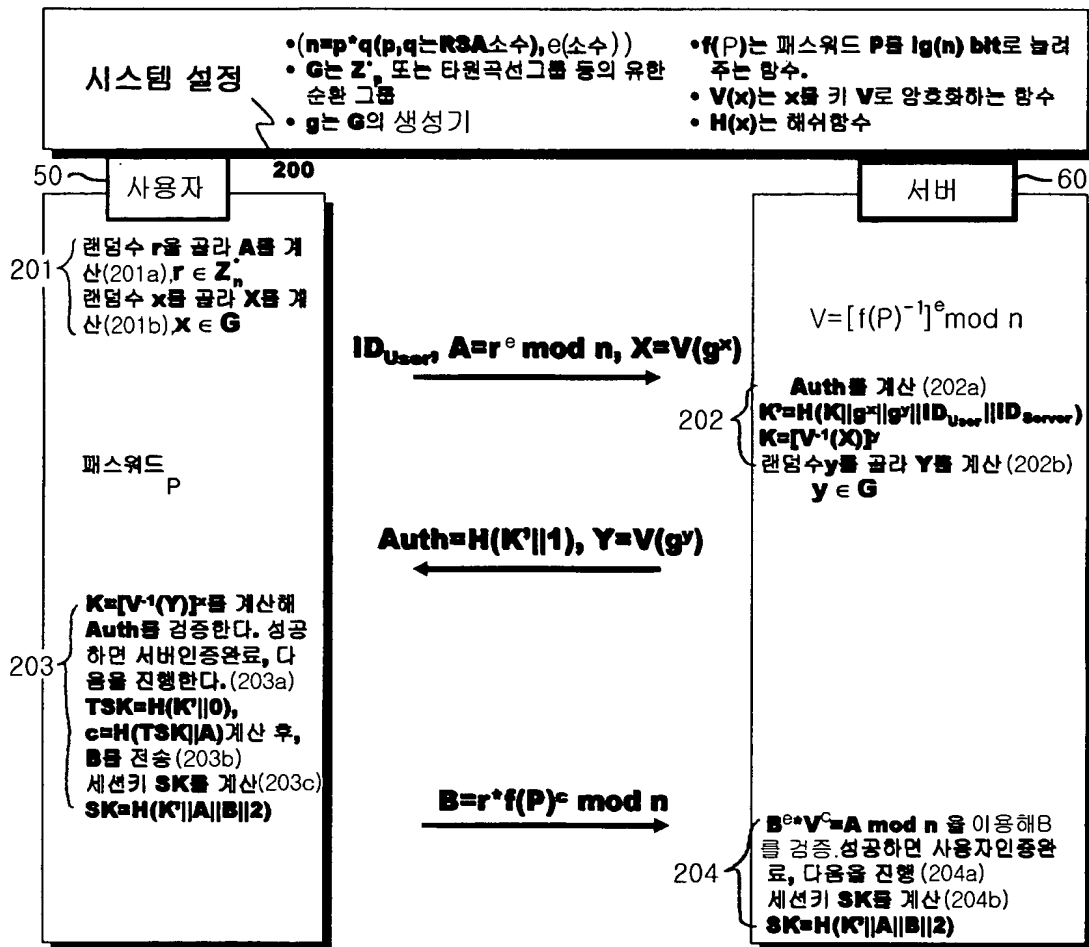 시스템 설정
•(n=p*q(p,q는RSA소수),e(소수))
• G는 Z*p 또는 타원곡선그룹 등의 유한
순환 그룹
• g는 G의 생성기
•f(P)는 패스워드 P를 lg(n) bit로 늘려
주는 함수.
• V(x)는 x를 키 V로 암호화하는 함수
• H(x)는 해쉬함수
200
50
사용자
서버
60
201
랜덤수 r을 골라 A를 계
산(201a),r ∈ Z*n
랜덤수 x를 골라 X를 계
산(201b),x ∈ G
V=[f(P)⁻¹]ᵉmod n
ID_User, A=rᵉ mod n, X=V(gˣ)
202
Auth를 계산(202a)
K'=H(K||gˣ||gʸ||ID_User||ID_Server)
K=[V⁻¹(X)]ʸ
랜덤수y를 골라 Y를 계산(202b)
y ∈ G
패스워드
P
Auth=H(K'||1), Y=V(gʸ)
203
K=[V⁻¹(Y)]ˣ를 계산해
Auth를 검증한다. 성공
하면 서버인증완료, 다
음을 진행한다.(203a)
TSK=H(K'||0),
c=H(TSK||A)계산 후,
B를 전송(203b)
세션키 SK를 계산(203c)
SK=H(K'||A||B||2)
B=r*f(P)ᶜ mod n
204
Bᵉ*Vᶜ=A mod n 을 이용해B
를 검증.성공하면 사용자인증완
료, 다음을 진행(204a)
세션키 SK를 계산(204b)
SK=H(K'||A||B||2)